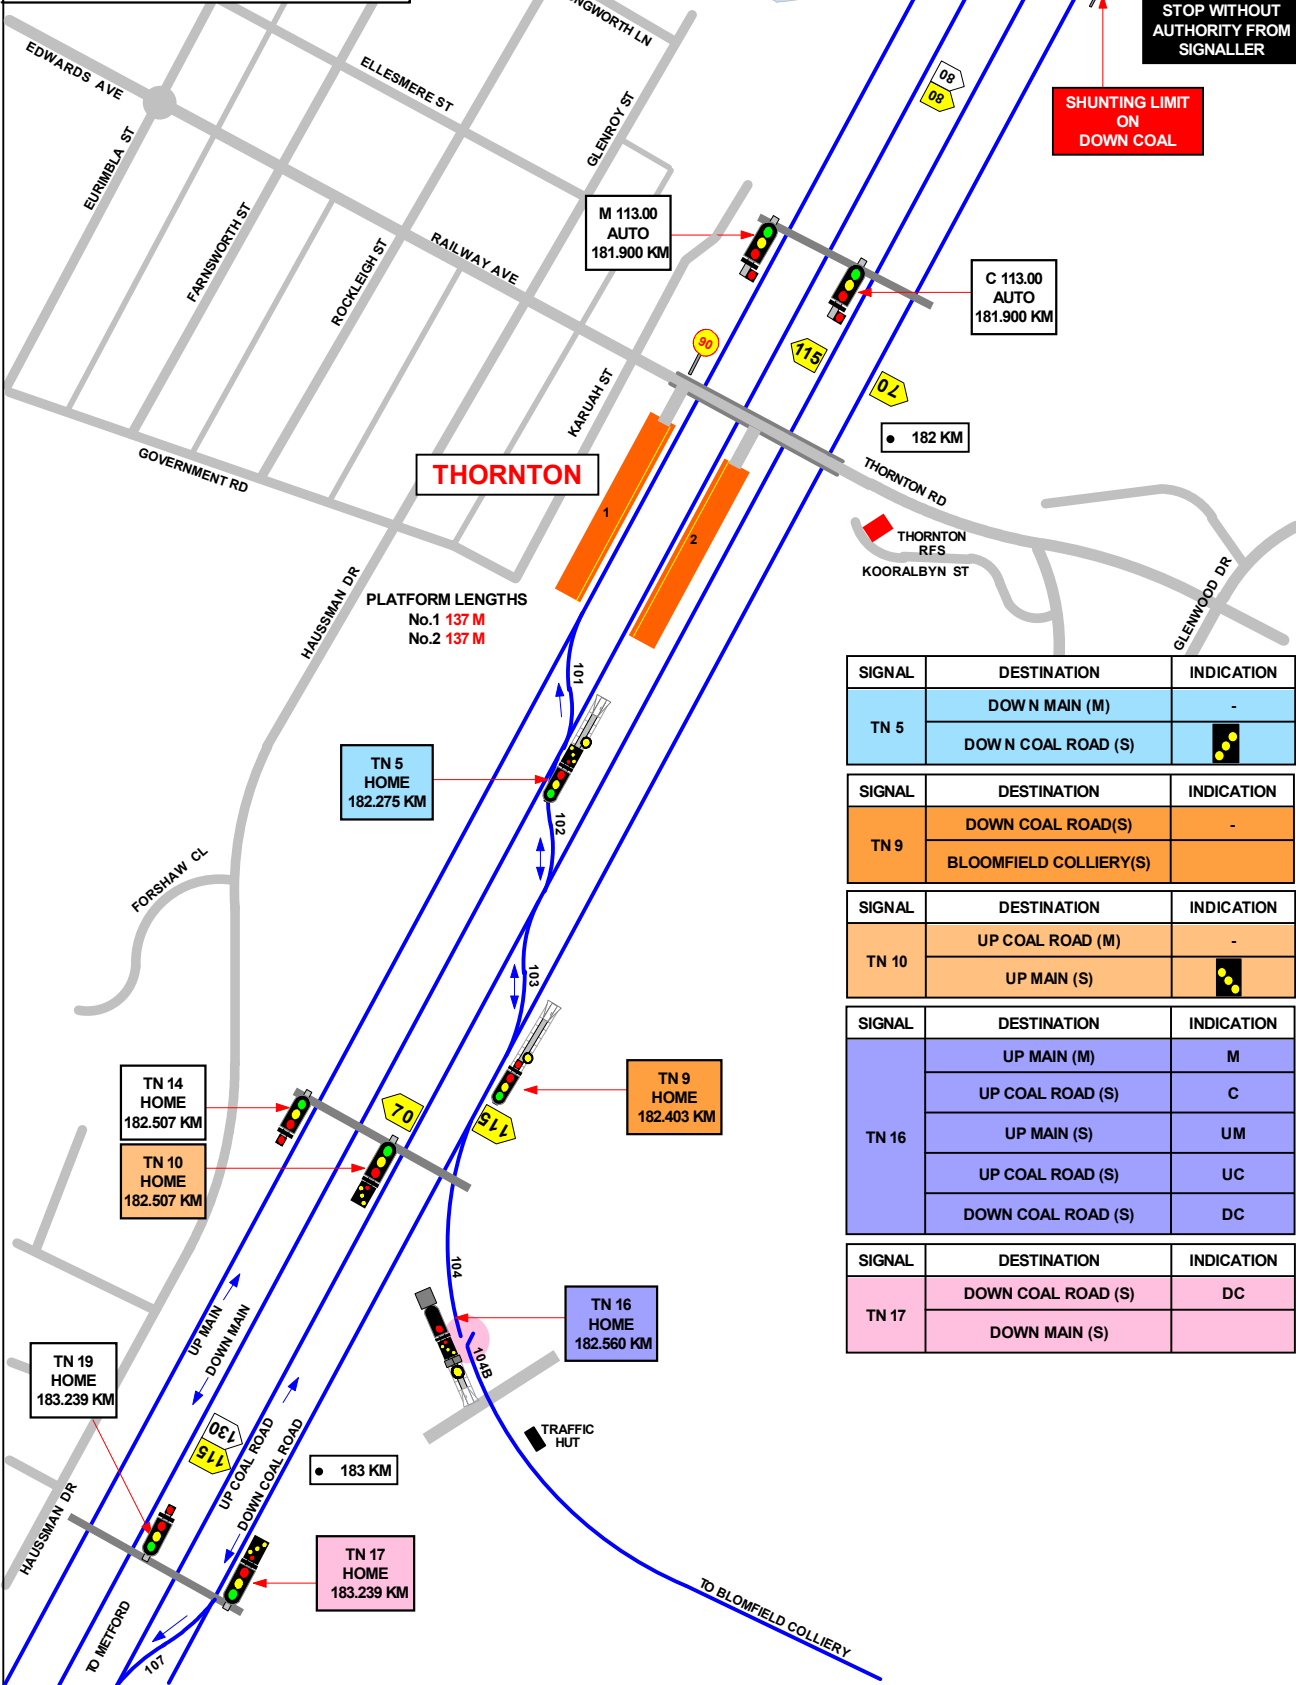 STOP WITHOUT
AUTHORITY FROM
SIGNALLER
NGWORTH LN
EDWARDS AVE
ELLESMERE ST
80
80
SHUNTING LIMIT
ON
DOWN COAL
EURIMBLA ST
GLENROY ST
FARNSWORTH ST
M 113.00
AUTO
181.900 KM
ROCKLEIGH ST
RAILWAY AVE
C 113.00
AUTO
181.900 KM
90
115
70
KARUAH ST
182 KM
GOVERNMENT RD
THORNTON
THORNTON RD
1
2
THORNTON
RFS
KOORALBYN ST
HAUSSMAN DR
GLENWOOD DR
PLATFORM LENGTHS
No.1 137 M
No.2 137 M
101
TN 5
HOME
182.275 KM
102
FORSHAW CL
103
TN 14
HOME
182.507 KM
TN 10
HOME
182.507 KM
70
115
TN 9
HOME
182.403 KM
104
TN 16
HOME
182.560 KM
104B
UP MAIN
DOWN MAIN
TN 19
HOME
183.239 KM
130
115
UP COAL ROAD
DOWN COAL ROAD
183 KM
TRAFFIC
HUT
HAUSSMAN DR
TN 17
HOME
183.239 KM
TO METFORD
107
TO BLOMFIELD COLLIERY
SIGNAL DESTINATION INDICATION
TN 5
DOWN MAIN (M) -
DOWN COAL ROAD (S)
SIGNAL DESTINATION INDICATION
TN 9
DOWN COAL ROAD(S) -
BLOOMFIELD COLLIERY(S)
SIGNAL DESTINATION INDICATION
TN 10
UP COAL ROAD (M) -
UP MAIN (S)
SIGNAL DESTINATION INDICATION
TN 16
UP MAIN (M) M
UP COAL ROAD (S) C
UP MAIN (S) UM
UP COAL ROAD (S) UC
DOWN COAL ROAD (S) DC
SIGNAL DESTINATION INDICATION
TN 17
DOWN COAL ROAD (S) DC
DOWN MAIN (S)